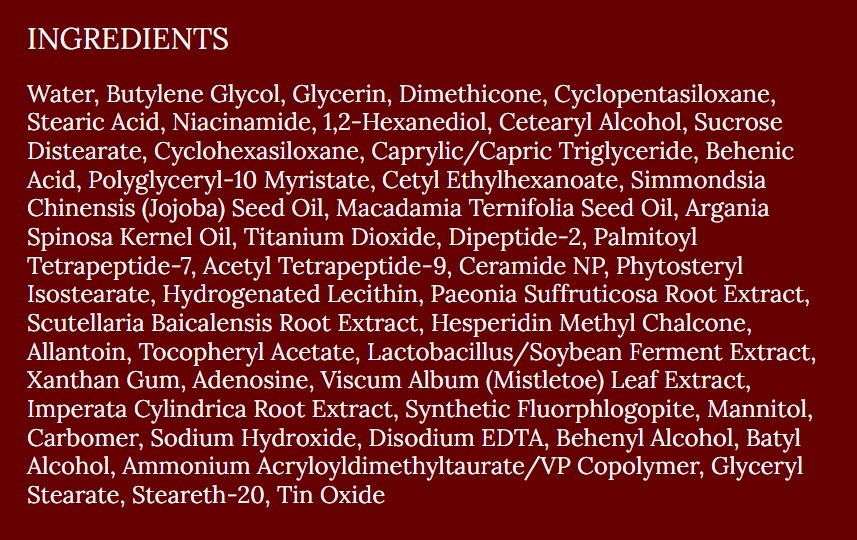 INGREDIENTS
Water, Butylene Glycol, Glycerin, Dimethicone, Cyclopentasiloxane,
Stearic Acid, Niacinamide, 1,2-Hexanediol, Cetearyl Alcohol, Sucrose
Distearate, Cyclohexasiloxane, Caprylic/Capric Triglyceride, Behenic
Acid, Polyglyceryl-10 Myristate, Cetyl Ethylhexanoate, Simmondsia
Chinensis (Jojoba) Seed Oil, Macadamia Ternifolia Seed Oil, Argania
Spinosa Kernel Oil, Titanium Dioxide, Dipeptide-2, Palmitoyl
Tetrapeptide-7, Acetyl Tetrapeptide-9, Ceramide NP, Phytosteryl
Isostearate, Hydrogenated Lecithin, Paeonia Suffruticosa Root Extract,
Scutellaria Baicalensis Root Extract, Hesperidin Methyl Chalcone,
Allantoin, Tocopheryl Acetate, Lactobacillus/Soybean Ferment Extract,
Xanthan Gum, Adenosine, Viscum Album (Mistletoe) Leaf Extract,
Imperata Cylindrica Root Extract, Synthetic Fluorphlogopite, Mannitol,
Carbomer, Sodium Hydroxide, Disodium EDTA, Behenyl Alcohol, Batyl
Alcohol, Ammonium Acryloyldimethyltaurate/VP Copolymer, Glyceryl
Stearate, Steareth-20, Tin Oxide